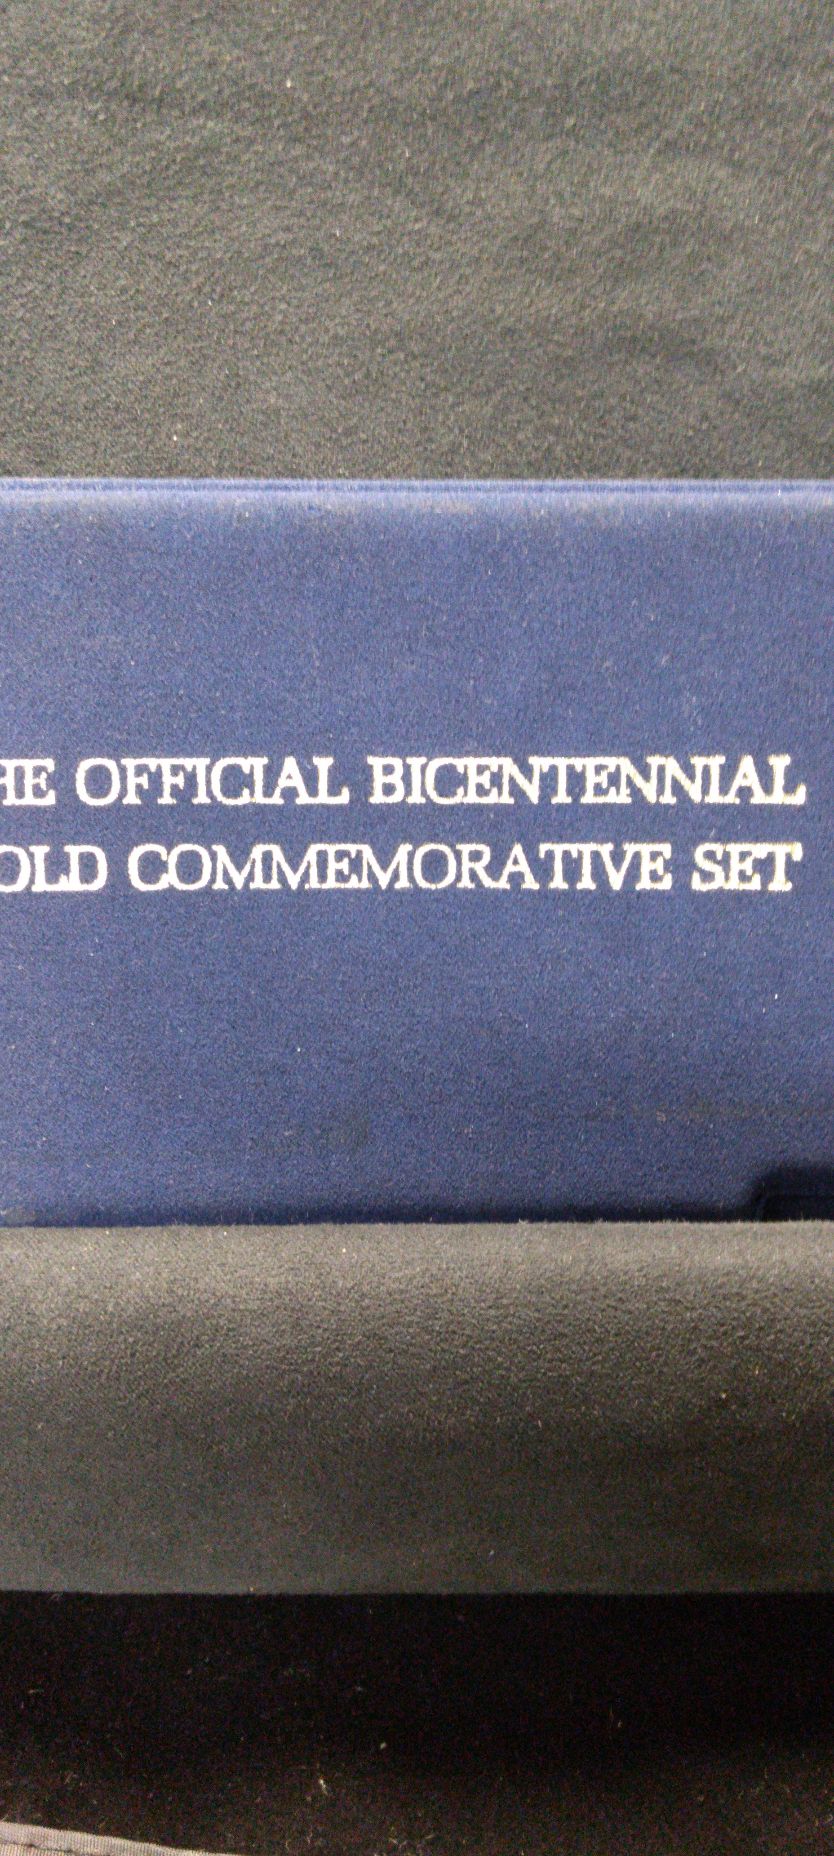 HE OFFICIAL BICENTENNIAL
OLD COMMEMORATIVE SET